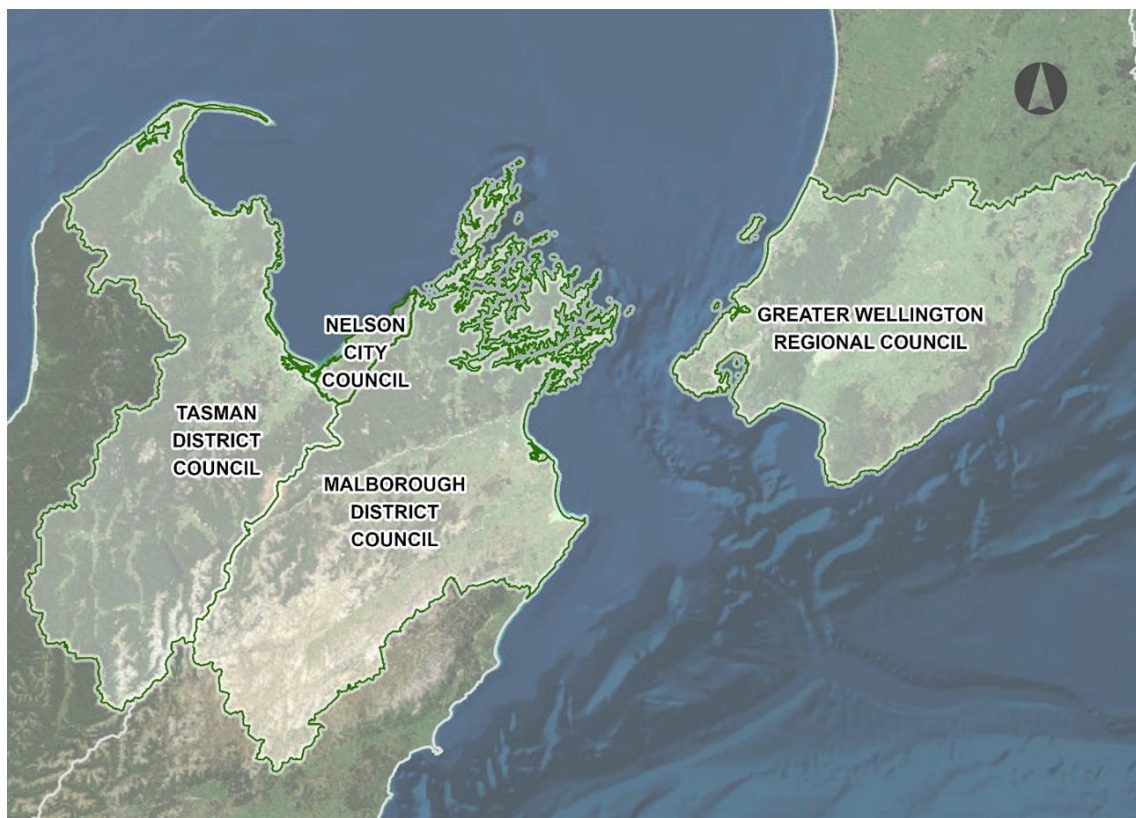 GREATER WELLINGTON
REGIONAL COUNCIL
NELSON
CITY
COUNCIL
TASMAN
DISTRICT
COUNCIL
MALBOROUGH
DISTRICT
COUNCIL